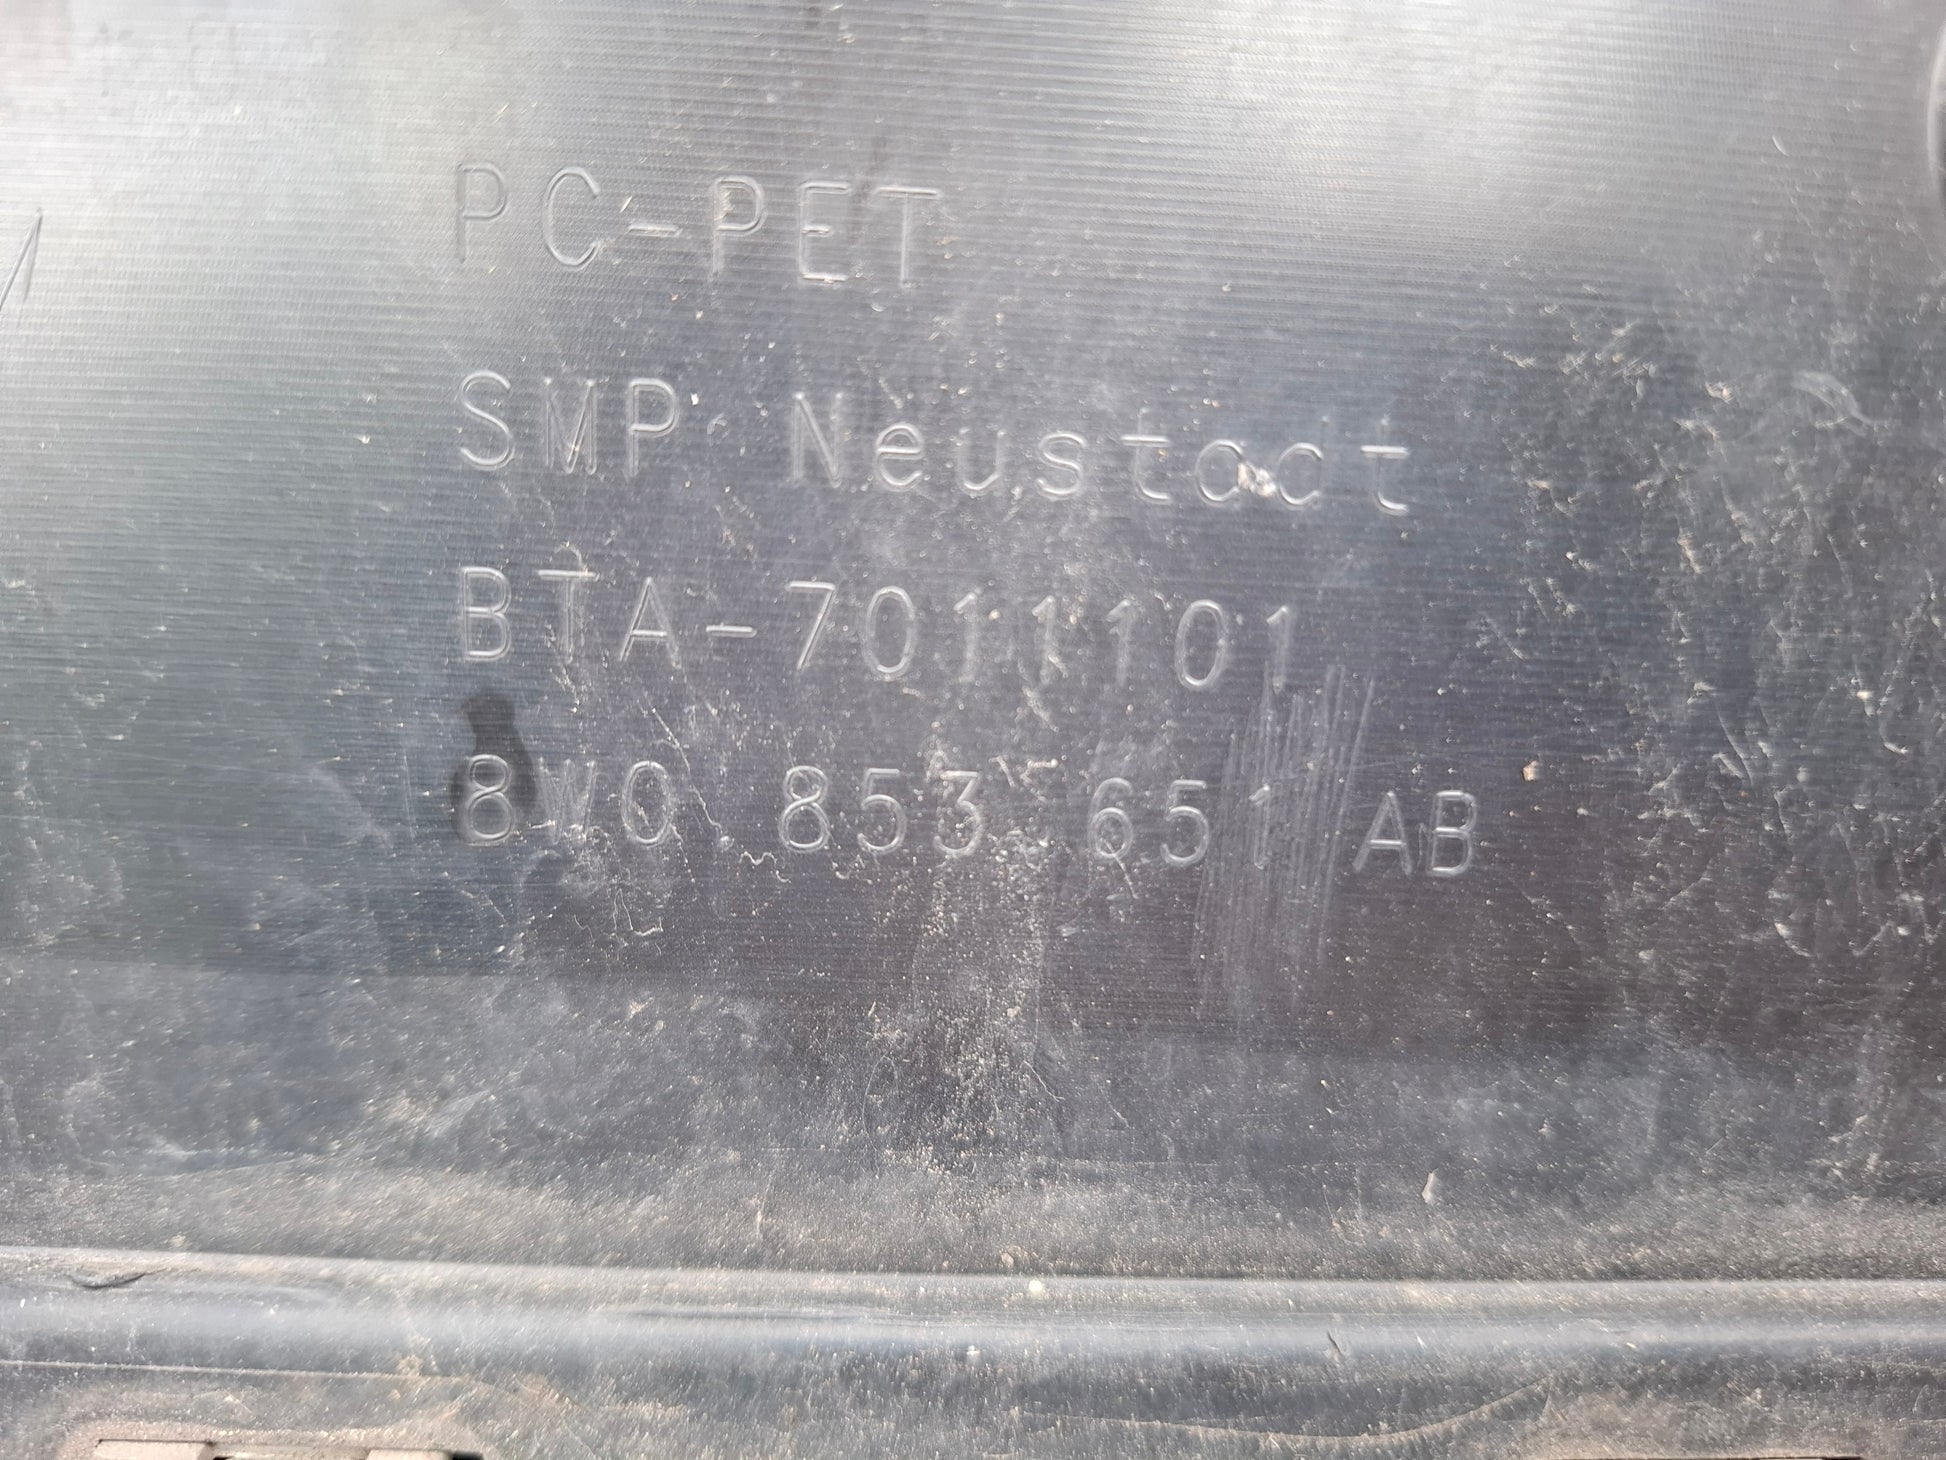 PC-PET
SMP Neustadt
BTA-7011101
8W0 853 651 AB